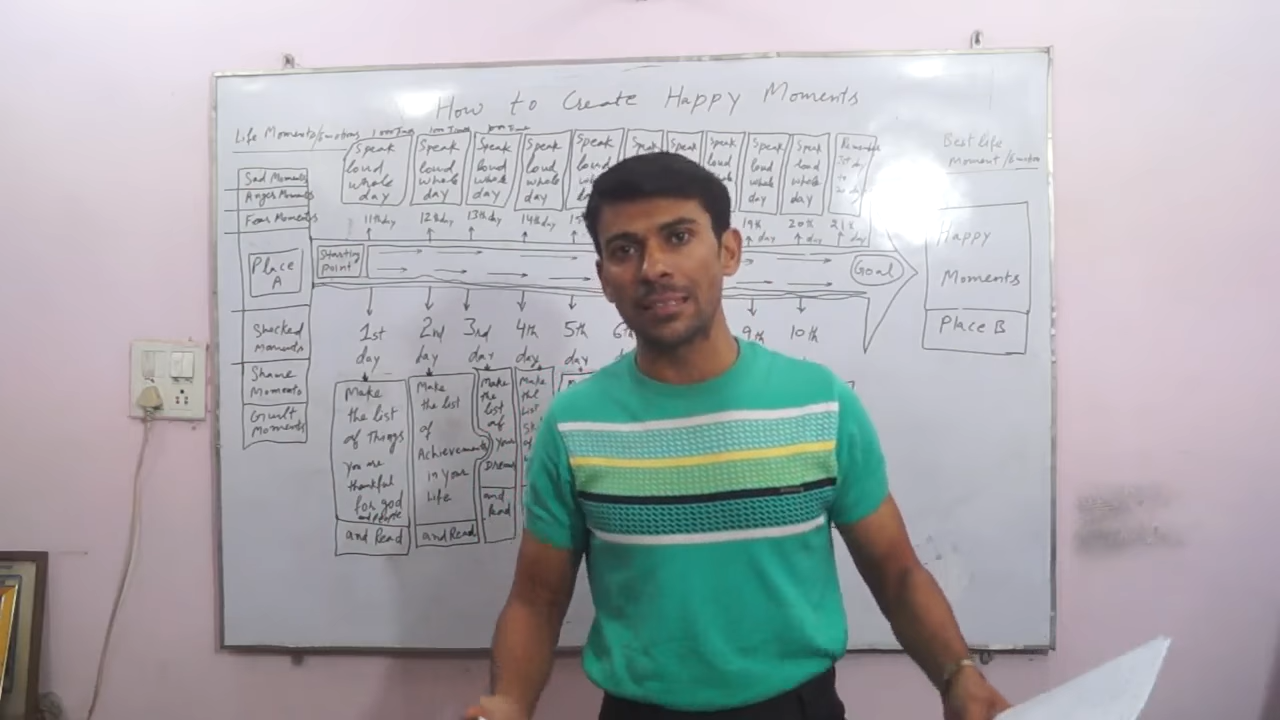 How to Create Happy Moments
Life Moments/Emotions
Best life
Moment/Emotion
Speak
loud
whole
day
Speak
loud
whole
day
Speak
loud
whole
day
Speak
loud
whole
day
Speak
loud
Speak
loud
whole
day
Speak
loud
whole
day
11th day
12th day
13th day
14th day
19th
day
20th
day
21st
day
Sad Moments
Anger Moments
Fear Moments
Place
A
Shocked
Moments
Shame
Moments
Guilt
Moments
Starting
Point
Goal
Happy
Moments
Place B
1st
day
2nd
day
3rd
day
4th
day
5th
day
9th
10th
Make
the list
of Things
you are
thankful
for god
and people
and Read
Make
the list
of
Achievements
in your
life
and Read
Make
the
list
of
your
Dreams
and
Read
Make
the
list